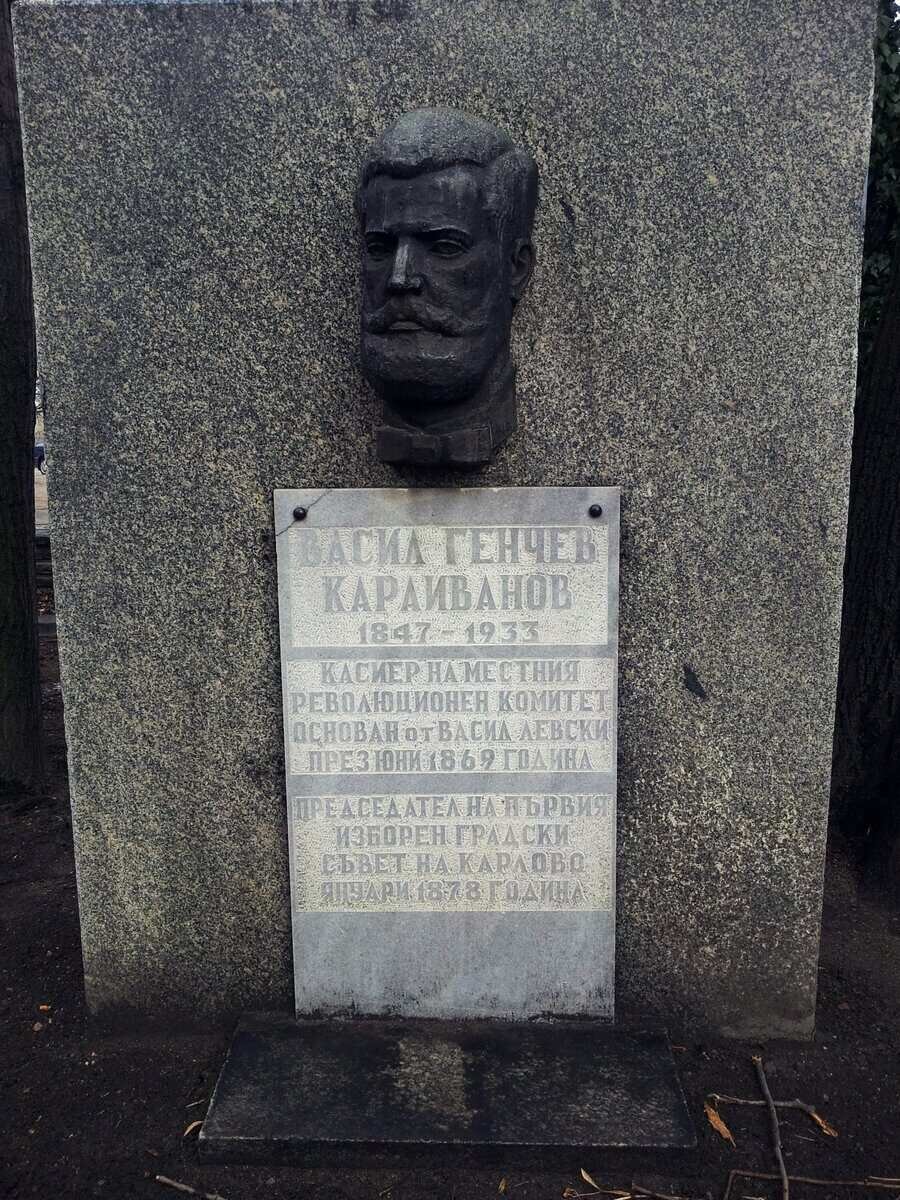 ВАСИЛ ГЕНЧЕВ
КАРАИВАНОВ
1847 - 1933
КАСИЕР НА МЕСТНИЯ
РЕВОЛЮЦИОНЕН КОМИТЕТ
ОСНОВАН от ВАСИЛ ЛЕВСКИ
ПРЕЗ ЮНИ 1869 ГОДИНА
ПРЕДСЕДАТЕЛ НА ПЪРВИЯ
ИЗБОРЕН ГРАДСКИ
СЪВЕТ НА КАРЛОВО
ЯНУАРИ 1878 ГОДИНА